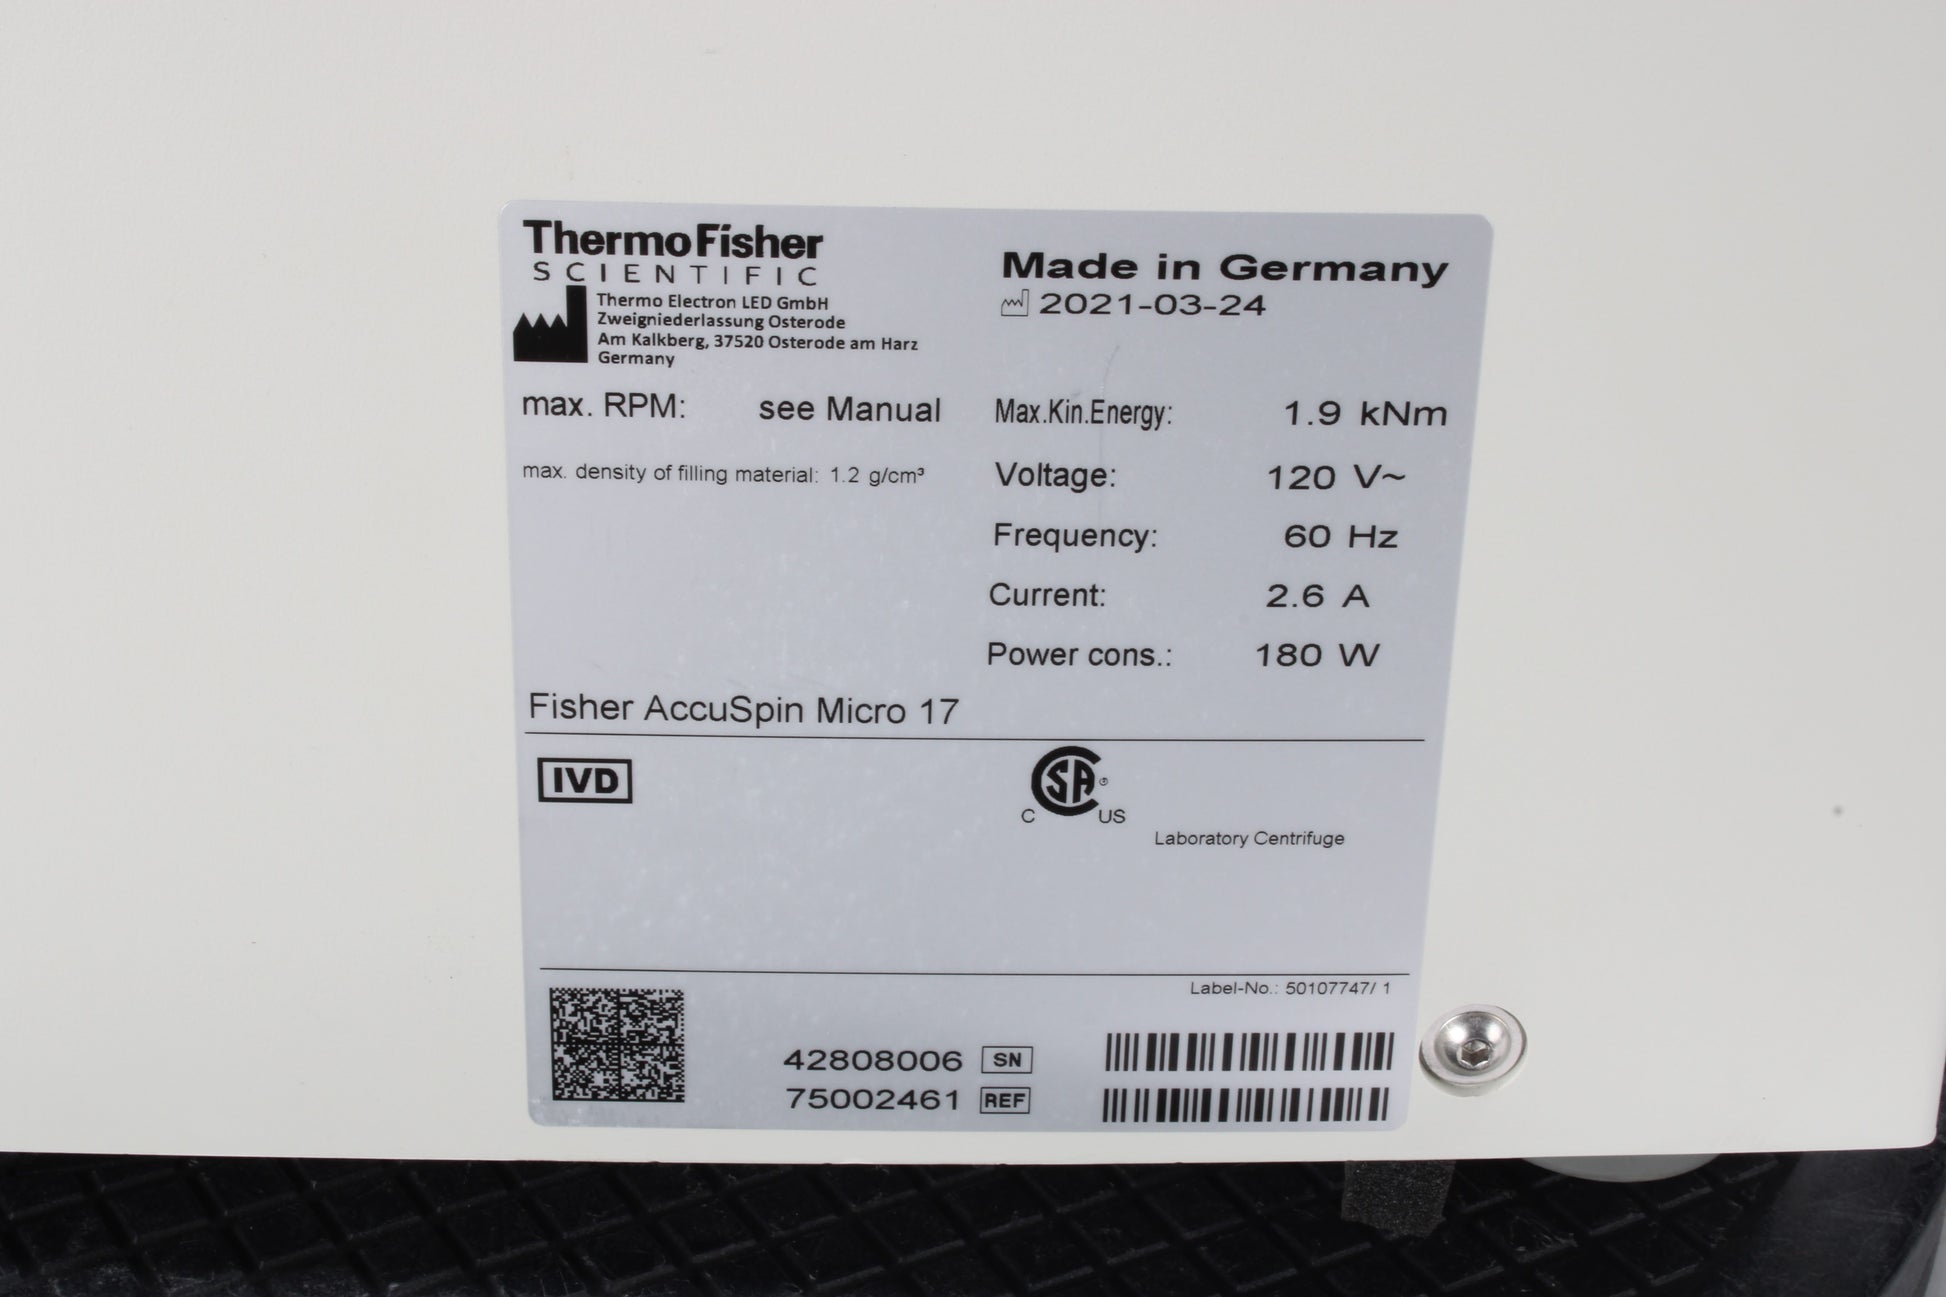 ThermoFisher
SCIENTIFIC
Thermo Electron LED GmbH
Zweigniederlassung Osterode
Am Kalkberg, 37520 Osterode am Harz
Germany
Made in Germany
2021-03-24
max. RPM: see Manual
max. density of filling material: 1.2 g/cm³
Max.Kin.Energy: 1.9 kNm
Voltage: 120 V~
Frequency: 60 Hz
Current: 2.6 A
Power cons.: 180 W
Fisher AccuSpin Micro 17
IVD
C SA ® US
Laboratory Centrifuge
Label-No.: 50107747/ 1
42808006 SN
75002461 REF